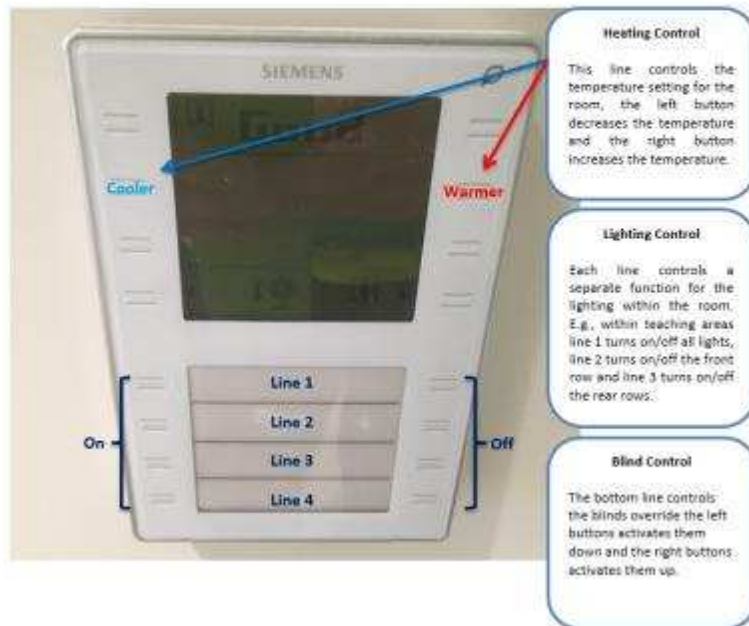 SIEMENS
Cooler
Warmer
Line 1
Line 2
Line 3
Line 4
On
Off
Heating Control
This line controls the
temperature setting for the
room, the left button
decreases the temperature
and the right button
increases the temperature.
Lighting Control
Each line controls a
separate function for the
lighting within the room.
E.g., within teaching areas
line 1 turns on/off all lights,
line 2 turns on/off the front
row and line 3 turns on/off
the rear rows.
Blind Control
The bottom line controls
the blinds override the left
buttons activates them
down and the right buttons
activates them up.